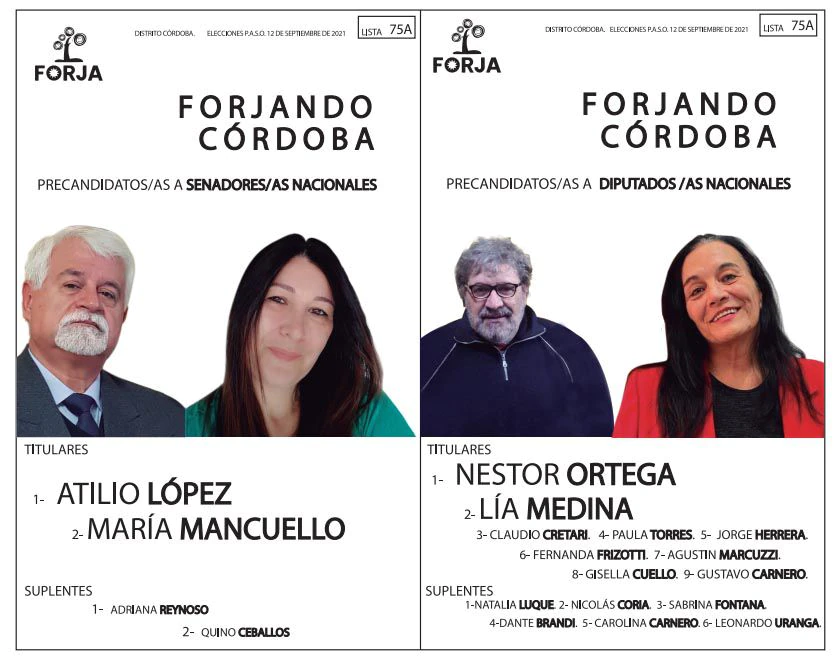 FORJA
DISTRITO CÓRDOBA. ELECCIONES P.A.S.O. 12 DE SEPTIEMBRE DE 2021
LISTA 75A
FORJANDO
CÓRDOBA
PRECANDIDATOS/AS A SENADORES/AS NACIONALES
TITULARES
1- ATILIO LÓPEZ
2- MARÍA MANCUELLO
SUPLENTES
1- ADRIANA REYNOSO
2- QUINO CEBALLOS
FORJA
DISTRITO CÓRDOBA. ELECCIONES P.A.S.O. 12 DE SEPTIEMBRE DE 2021
LISTA 75A
FORJANDO
CÓRDOBA
PRECANDIDATOS/AS A DIPUTADOS /AS NACIONALES
TITULARES
1- NESTOR ORTEGA
2- LÍA MEDINA
3- CLAUDIO CRETARI. 4- PAULA TORRES. 5- JORGE HERRERA.
6- FERNANDA FRIZOTTI. 7- AGUSTIN MARCUZZI.
8- GISELLA CUELLO. 9- GUSTAVO CARNERO.
SUPLENTES
1-NATALIA LUQUE. 2- NICOLÁS CORIA. 3- SABRINA FONTANA.
4-DANTE BRANDI. 5- CAROLINA CARNERO. 6- LEONARDO URANGA.